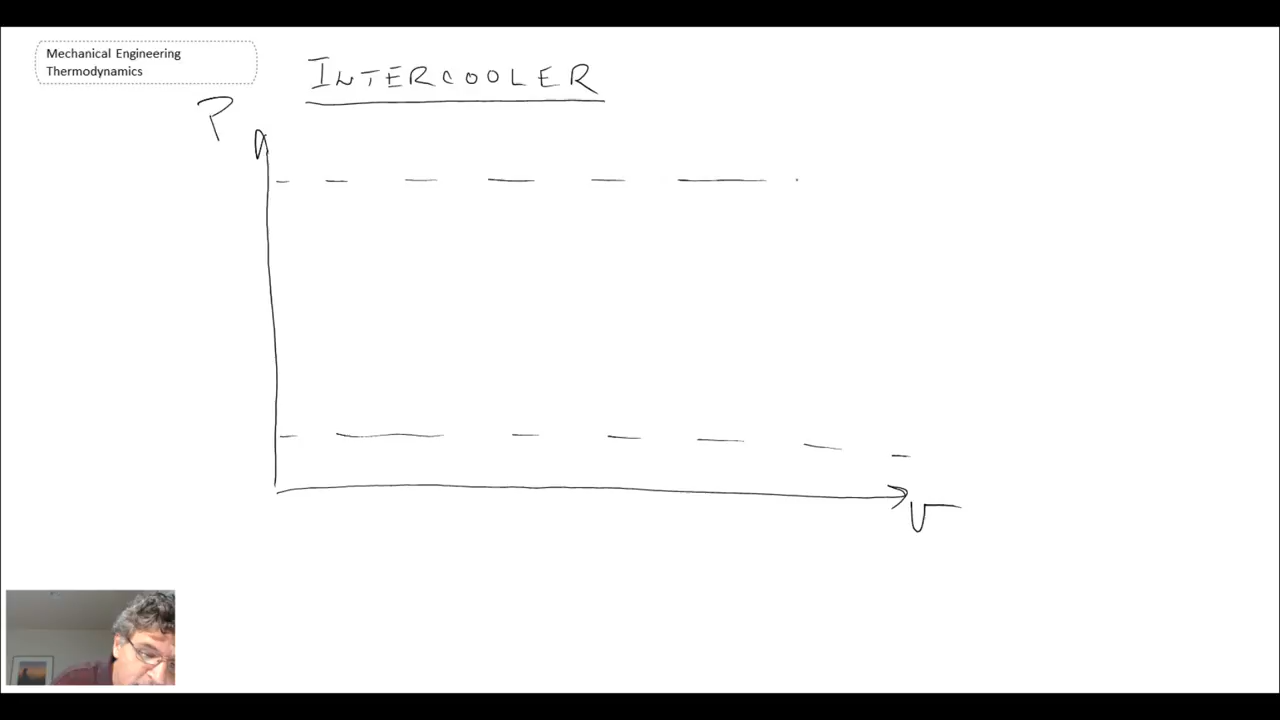 Mechanical Engineering
Thermodynamics
INTERCOOLER
P
v